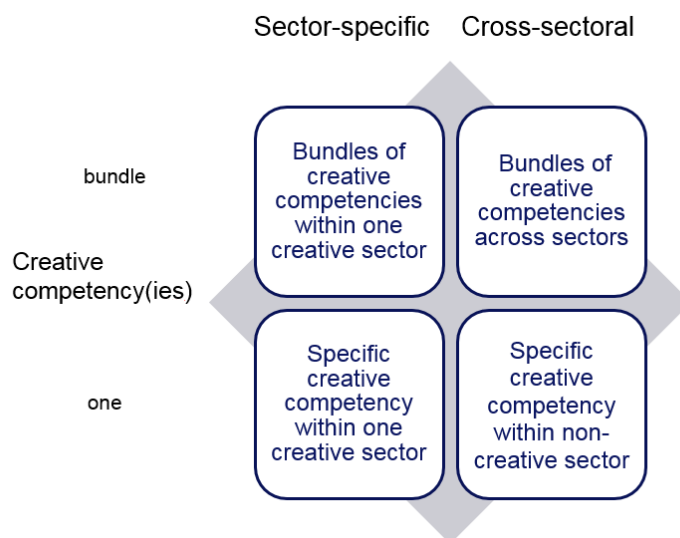 Sector-specific
Cross-sectoral
bundle
Bundles of
creative
competencies
within one
creative sector
Bundles of
creative
competencies
across sectors
Creative
competency(ies)
one
Specific
creative
competency
within one
creative sector
Specific
creative
competency
within non-
creative sector